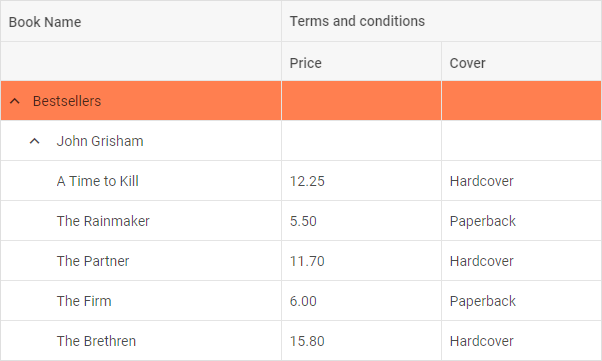 Book Name Terms and conditions
Price Cover
Bestsellers
John Grisham
A Time to Kill 12.25 Hardcover
The Rainmaker 5.50 Paperback
The Partner 11.70 Hardcover
The Firm 6.00 Paperback
The Brethren 15.80 Hardcover